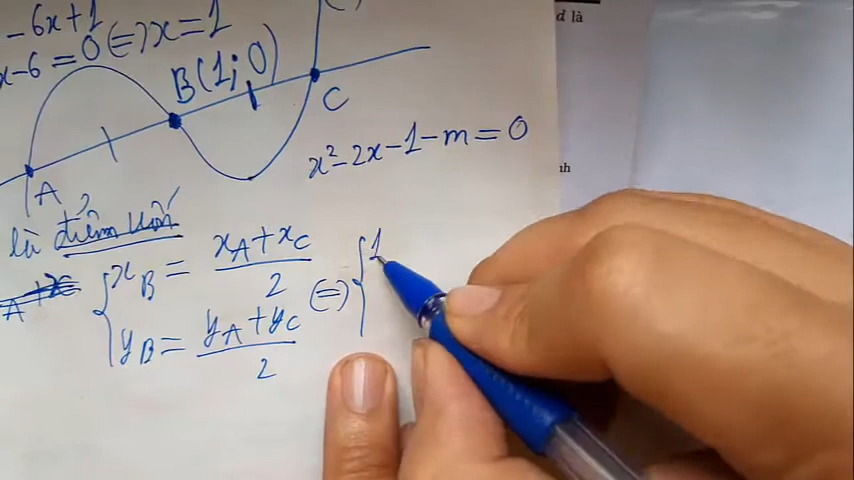 -6x+1
x-6=0 ⇔ x=1
B(1;0)
C
x²-2x-1-m=0
A
là điểm uốn
A+x
{ x_B = (x_A+x_C)/2
{ y_B = (y_A+y_C)/2 ⇔ { 1
là